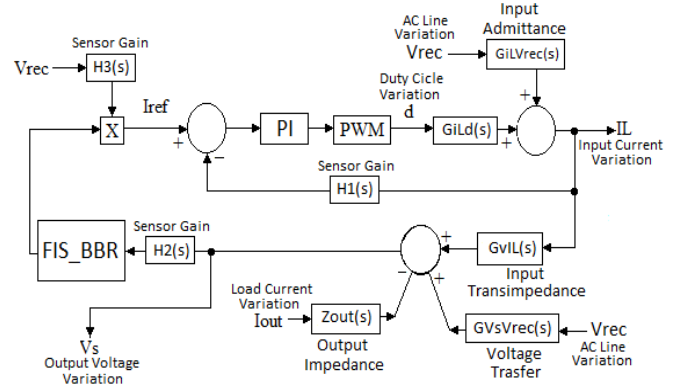 Sensor Gain
Vrec
H3(s)
X
Iref
+
−
PI
PWM
Duty Cicle
Variation
d
GiLd(s)
+
AC Line
Variation
Vrec
Input
Admittance
GiLVrec(s)
+
IL
Input Current
Variation
Sensor Gain
H1(s)
FIS_BBR
Sensor Gain
H2(s)
+
−
+
GvIL(s)
Input
Transimpedance
Load Current
Variation
Iout
Zout(s)
Output
Impedance
GVsVrec(s)
Voltage
Trasfer
Vrec
AC Line
Variation
Vs
Output Voltage
Variation